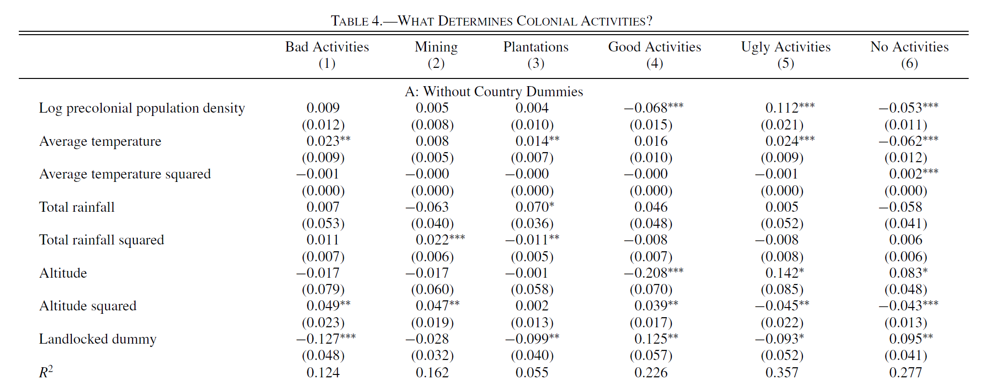 TABLE 4.—WHAT DETERMINES COLONIAL ACTIVITIES?
Bad Activities Mining Plantations Good Activities Ugly Activities No Activities
(1) (2) (3) (4) (5) (6)
A: Without Country Dummies
Log precolonial population density 0.009 0.005 0.004 −0.068*** 0.112*** −0.053***
(0.012) (0.008) (0.010) (0.015) (0.021) (0.011)
Average temperature 0.023** 0.008 0.014** 0.016 0.024*** −0.062***
(0.009) (0.005) (0.007) (0.010) (0.009) (0.012)
Average temperature squared −0.001 −0.000 −0.000 −0.000 −0.001 0.002***
(0.000) (0.000) (0.000) (0.000) (0.000) (0.000)
Total rainfall 0.007 −0.063 0.070* 0.046 0.005 −0.058
(0.053) (0.040) (0.036) (0.048) (0.052) (0.041)
Total rainfall squared 0.011 0.022*** −0.011** −0.008 −0.008 0.006
(0.007) (0.006) (0.005) (0.007) (0.008) (0.006)
Altitude −0.017 −0.017 −0.001 −0.208*** 0.142* 0.083*
(0.079) (0.060) (0.058) (0.070) (0.085) (0.048)
Altitude squared 0.049** 0.047** 0.002 0.039** −0.045** −0.043***
(0.023) (0.019) (0.013) (0.017) (0.022) (0.013)
Landlocked dummy −0.127*** −0.028 −0.099** 0.125** −0.093* 0.095**
(0.048) (0.032) (0.040) (0.057) (0.052) (0.041)
R² 0.124 0.162 0.055 0.226 0.357 0.277